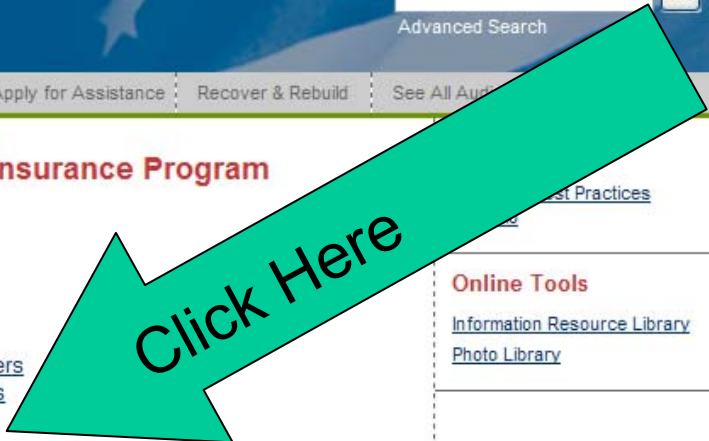 Advanced Search
Apply for Assistance Recover & Rebuild See All
nsurance Program
st Practices
Click Here
Online Tools
Information Resource Library
Photo Library
ers
s